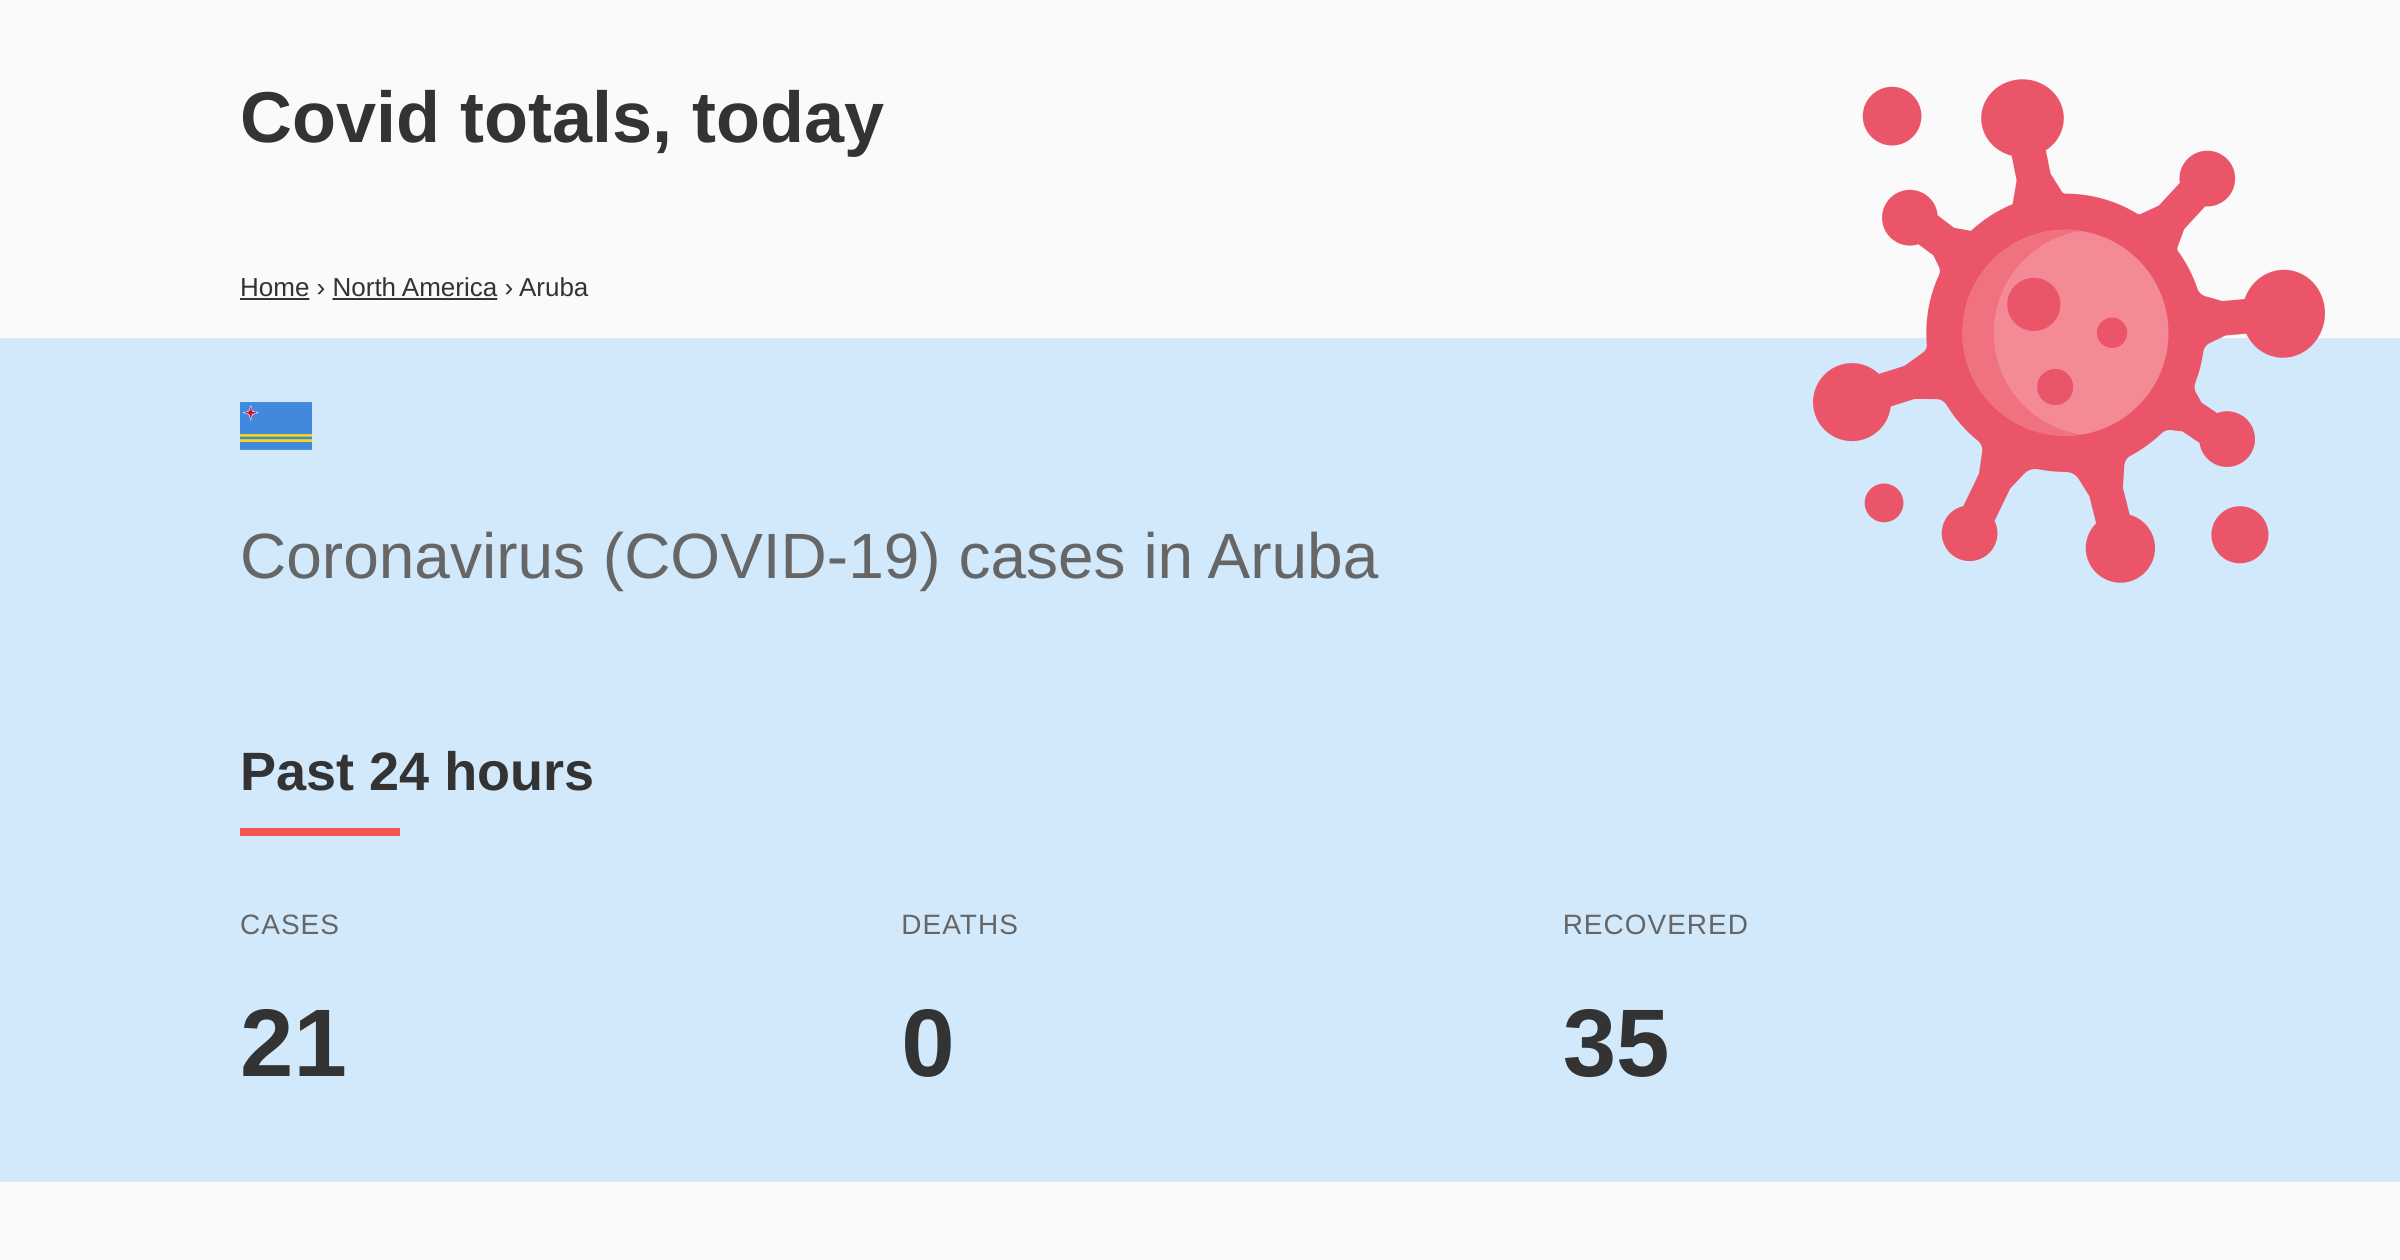 Covid totals, today
Home › North America › Aruba
Coronavirus (COVID-19) cases in Aruba
Past 24 hours
CASES DEATHS RECOVERED
21 0 35